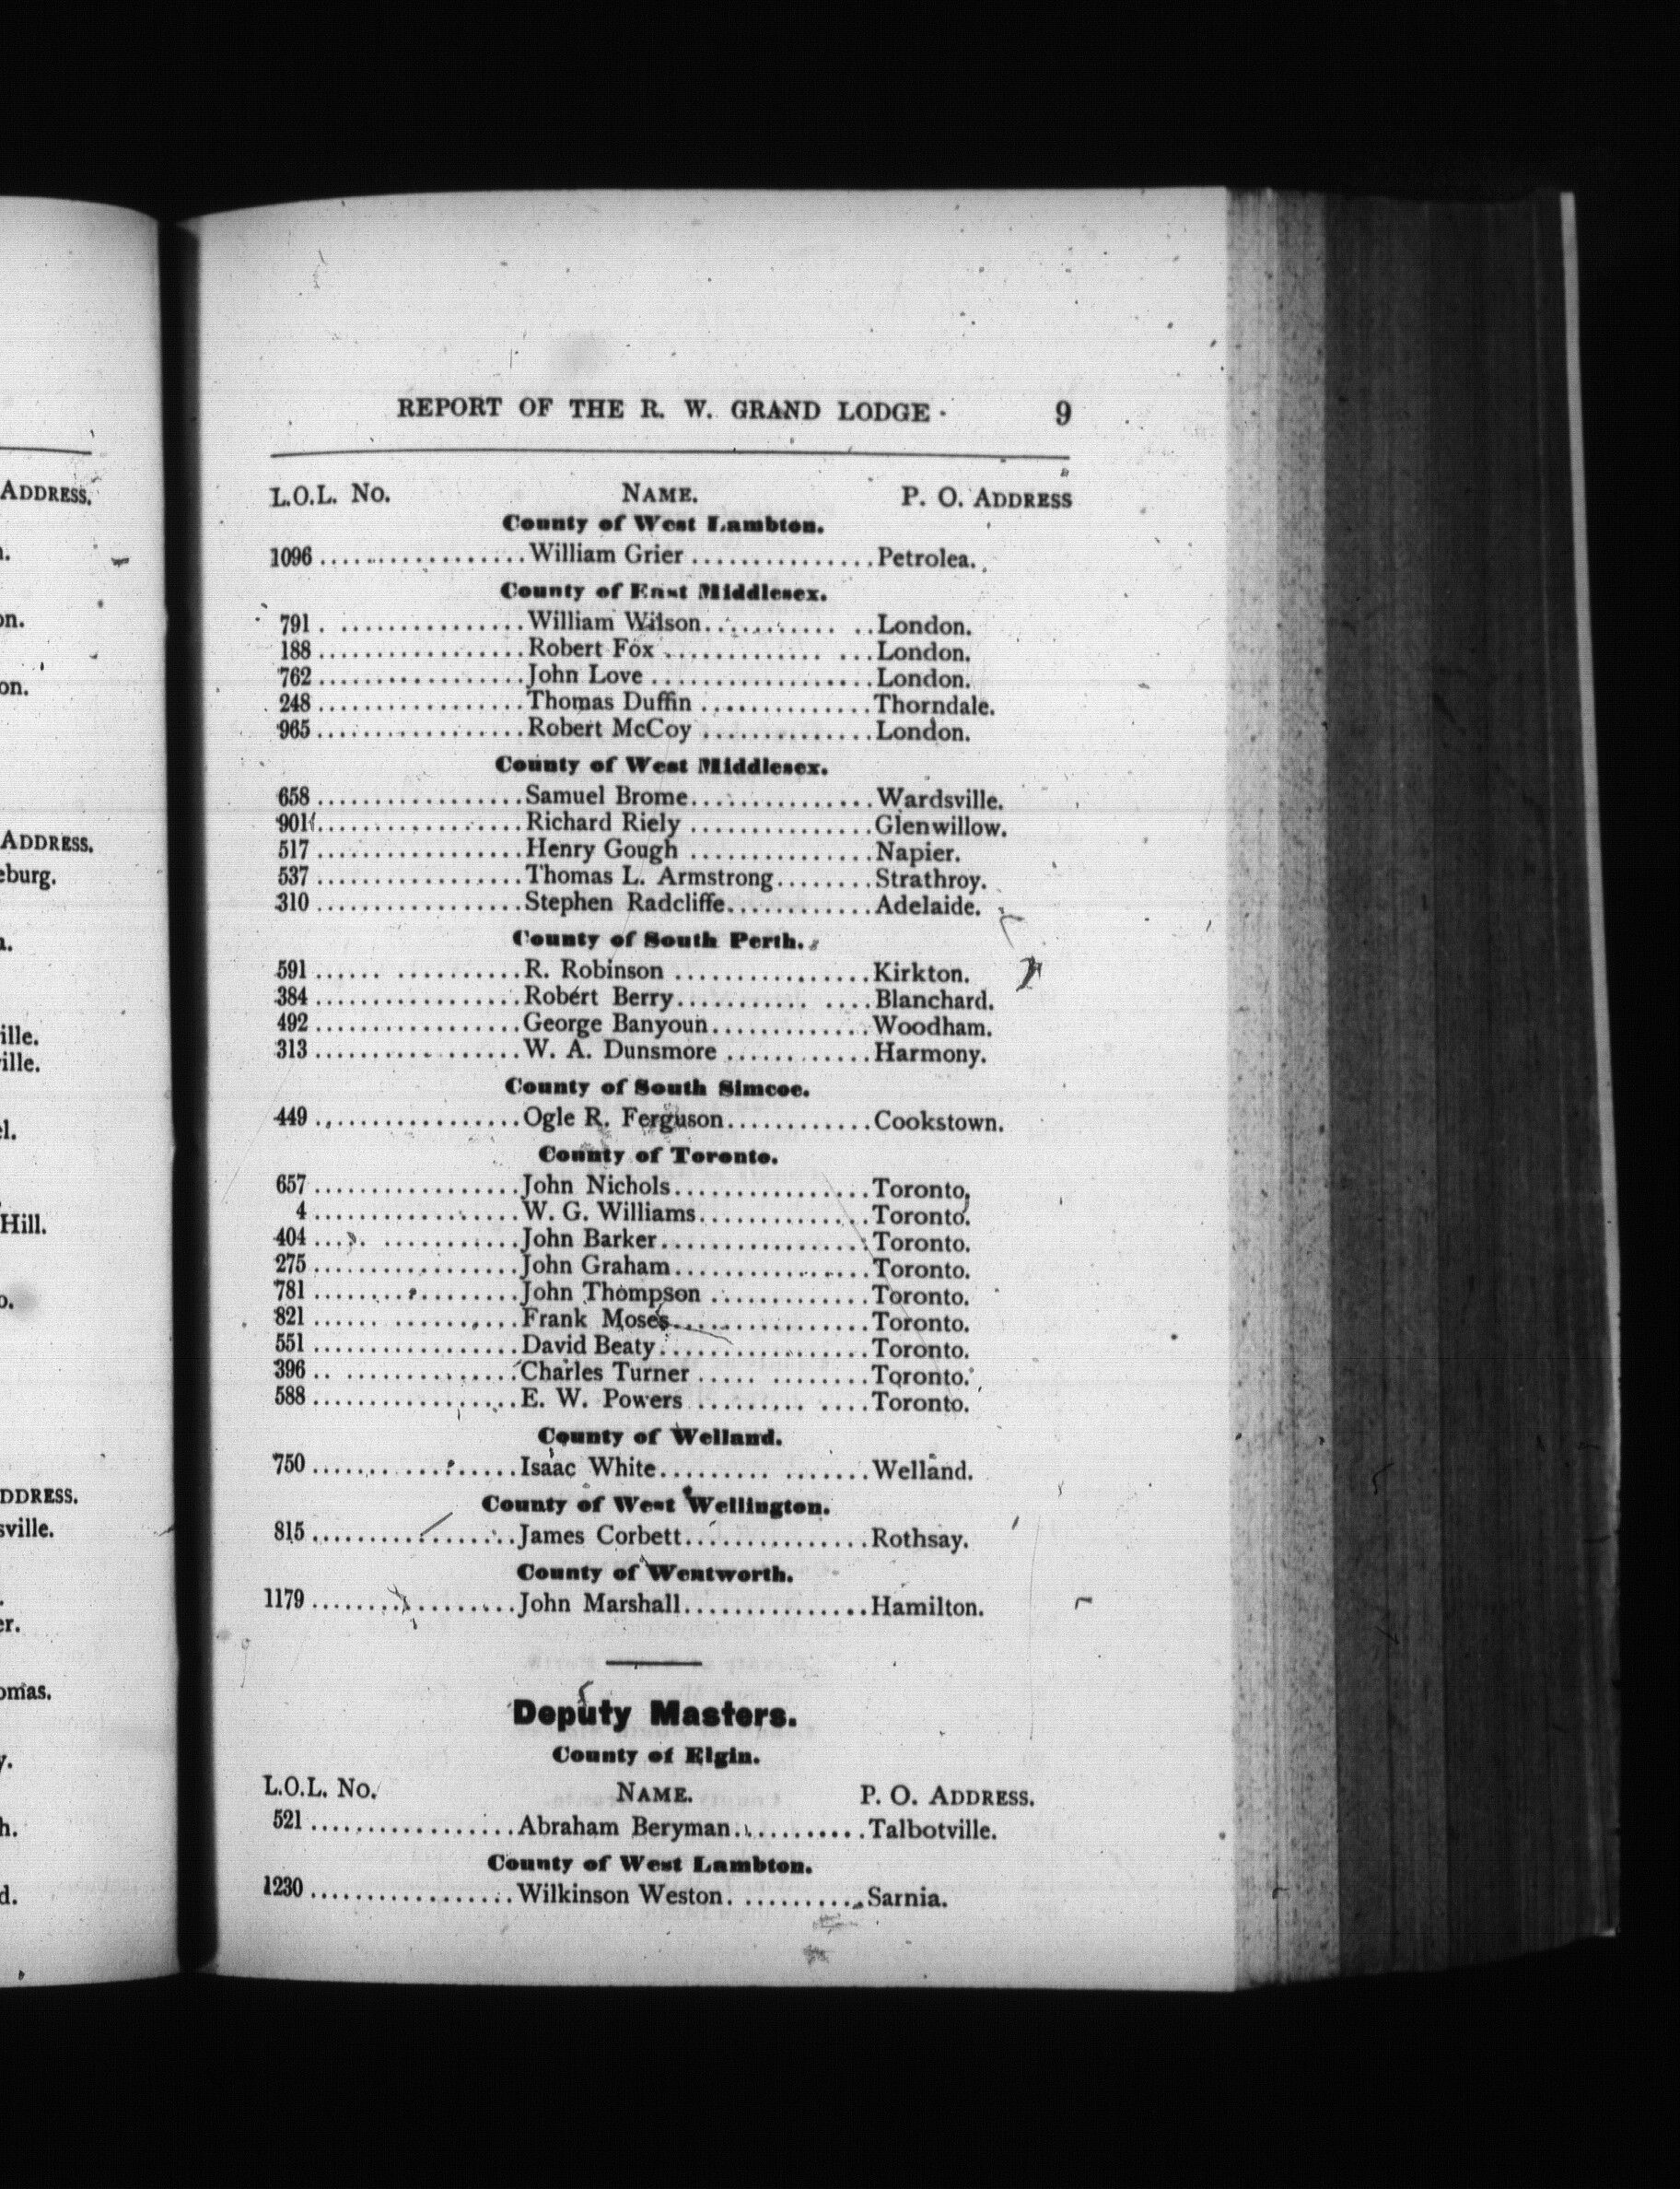 REPORT OF THE R. W. GRAND LODGE 9
L.O.L. No. NAME. P. O. ADDRESS
County of West Lambton.
1096 .................William Grier ...............Petrolea.
County of East Middlesex.
791 . ...............William Wilson........... ..London.
188 .................Robert Fox ............. ...London.
762 .................John Love ..................London.
248 .................Thomas Duffin ..............Thorndale.
965 .................Robert McCoy ..............London.
County of West Middlesex.
658 .................Samuel Brome...............Wardsville.
901 .................Richard Riely ...............Glenwillow.
517 .................Henry Gough ...............Napier.
537 .................Thomas L. Armstrong........Strathroy.
310 .................Stephen Radcliffe............Adelaide.
County of South Perth.
591 ...... ..........R. Robinson ................Kirkton.
384 .................Robert Berry........... ....Blanchard.
492 .................George Banyoun.............Woodham.
313 .................W. A. Dunsmore ............Harmony.
County of South Simcoe.
449 .................Ogle R. Ferguson............Cookstown.
County of Toronto.
657 .................John Nichols.................Toronto.
4 .................W. G. Williams..............Toronto.
404 ..... ...........John Barker..................Toronto.
275 .................John Graham.................Toronto.
781 .................John Thompson .............Toronto.
821 ...... ..........Frank Moses.................Toronto.
551 .................David Beaty..................Toronto.
396 .. ..............Charles Turner ..... ........Toronto.
588 .................E. W. Powers ......... ....Toronto.
County of Welland.
750 .................Isaac White......... .......Welland.
County of West Wellington.
815 .................James Corbett...............Rothsay.
County of Wentworth.
1179 .................John Marshall...............Hamilton.
Deputy Masters.
County of Elgin.
L.O.L. No. NAME. P. O. ADDRESS.
521 .................Abraham Beryman...........Talbotville.
County of West Lambton.
1230 .................Wilkinson Weston. ..........Sarnia.